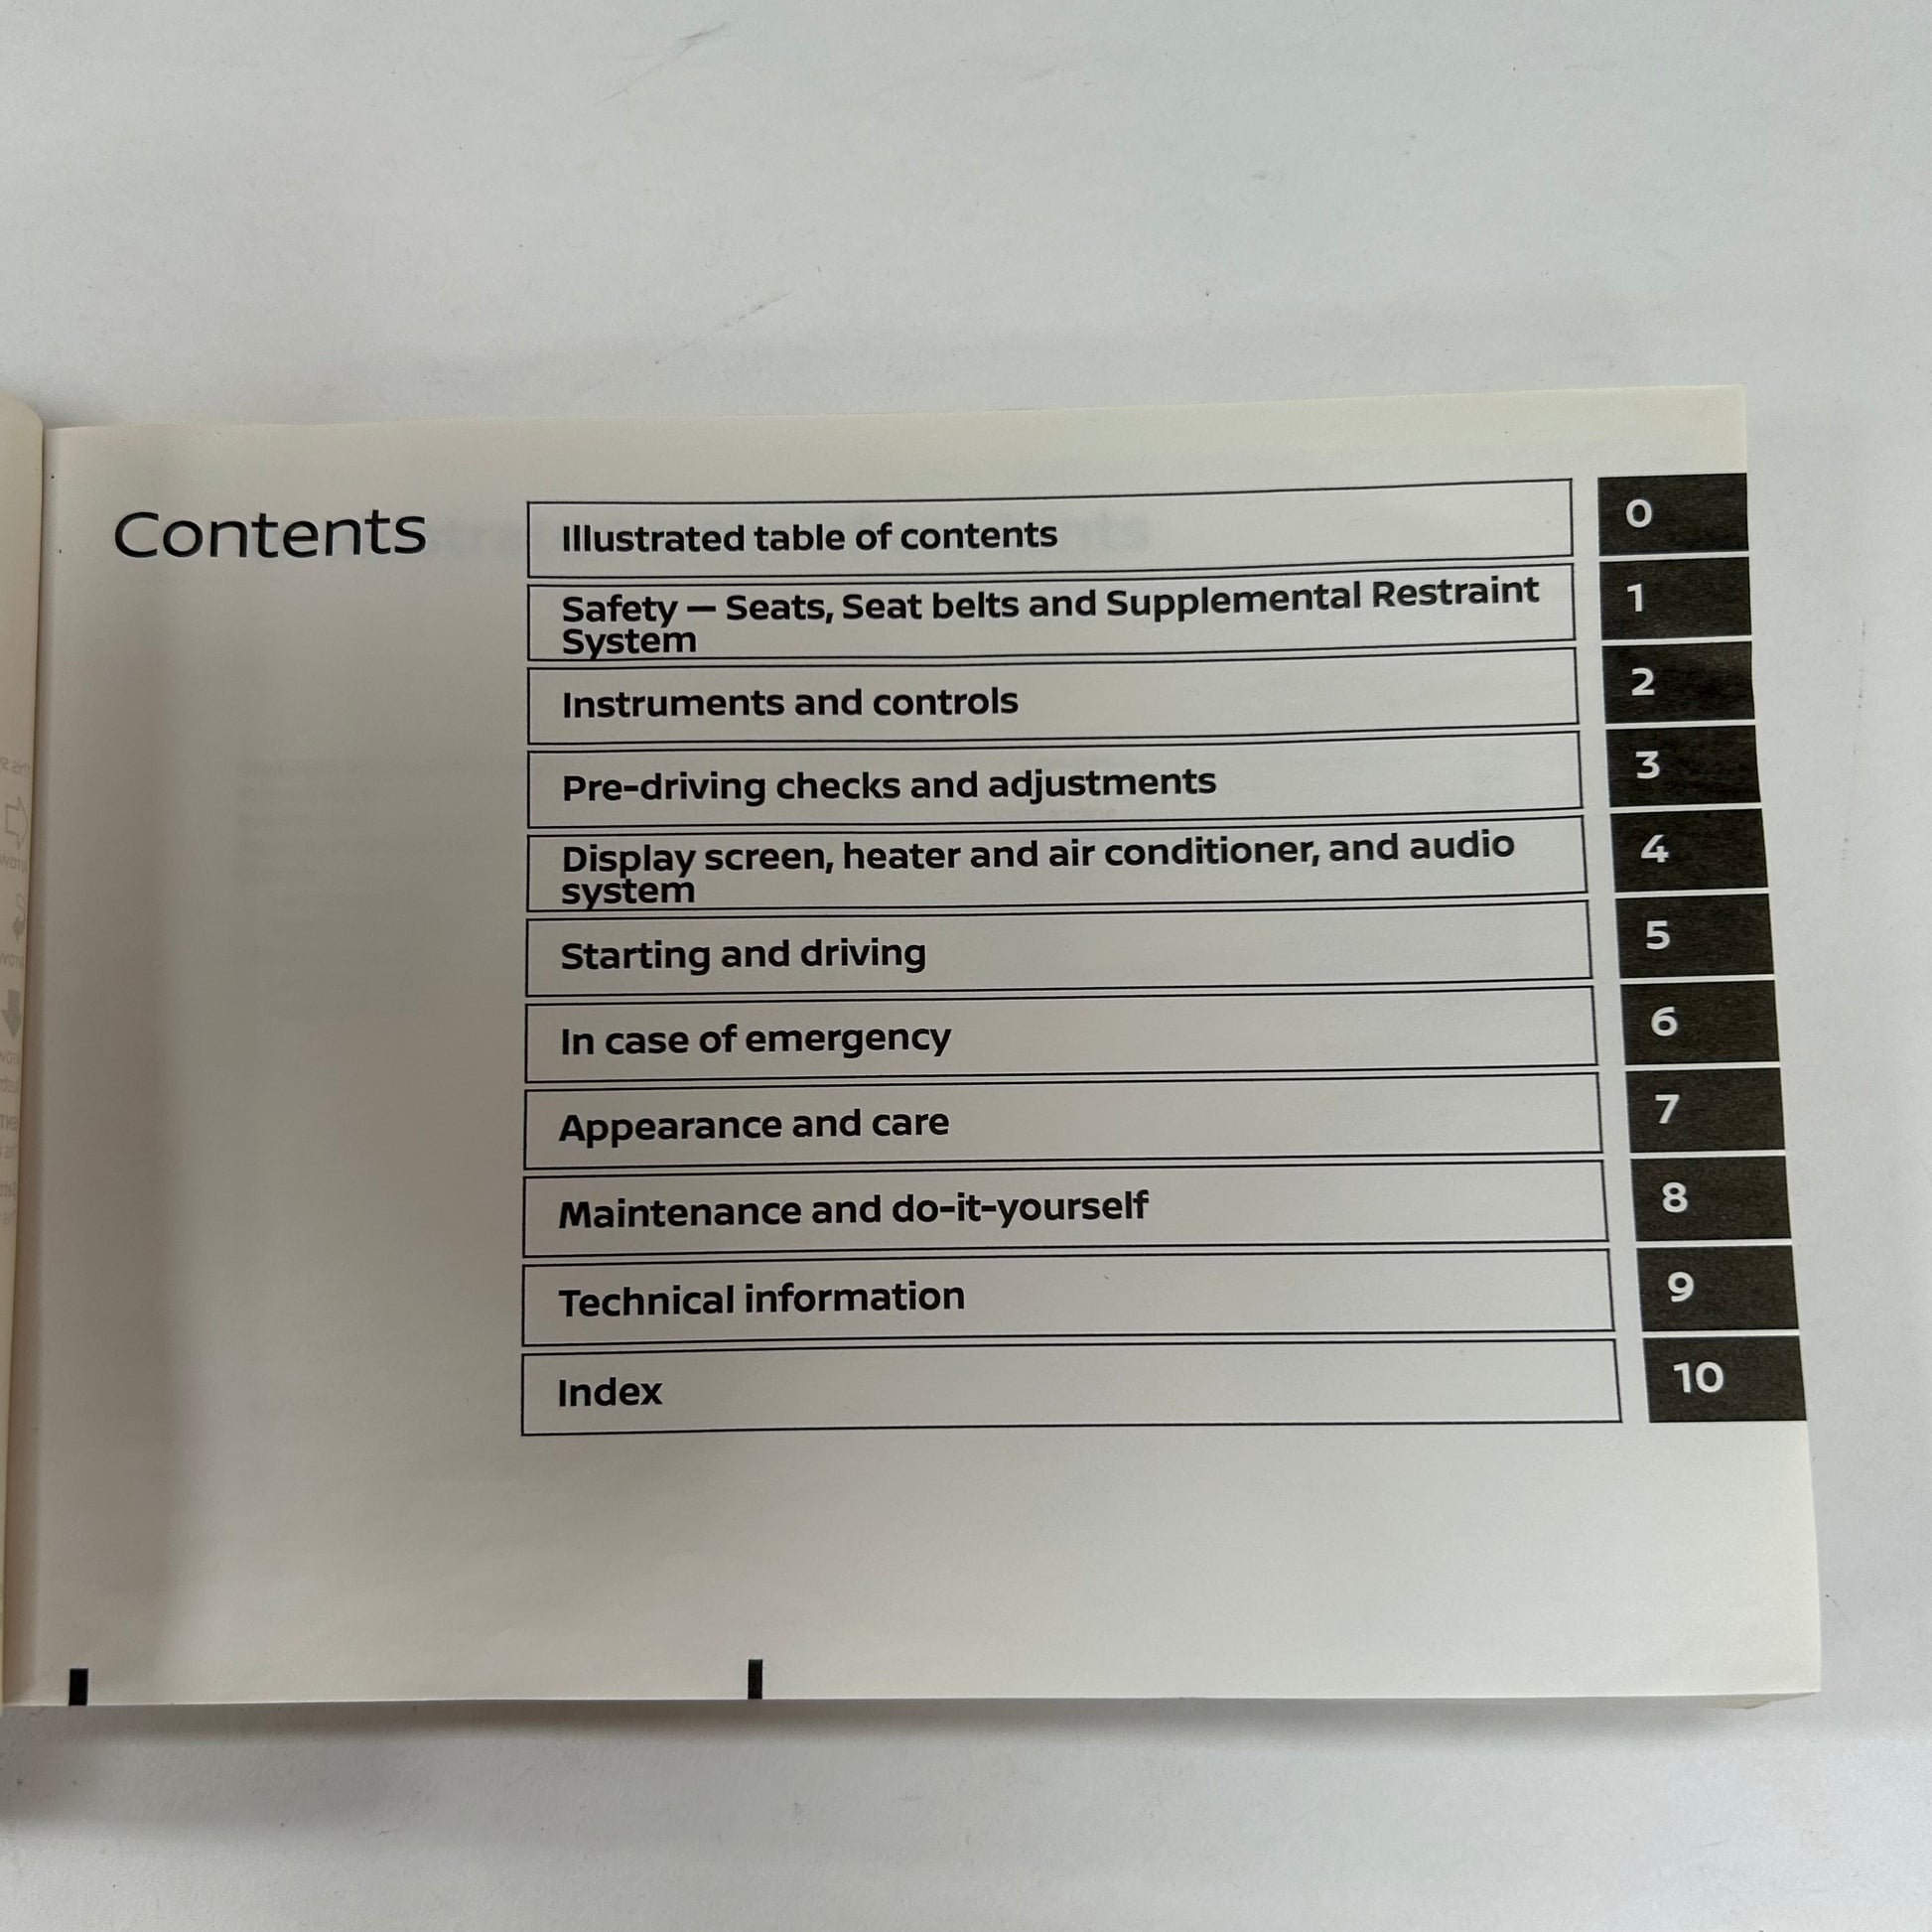 Contents
Illustrated table of contents
0
Safety — Seats, Seat belts and Supplemental Restraint
System
1
Instruments and controls
2
Pre-driving checks and adjustments
3
Display screen, heater and air conditioner, and audio
system
4
Starting and driving
5
In case of emergency
6
Appearance and care
7
Maintenance and do-it-yourself
8
Technical information
9
Index
10